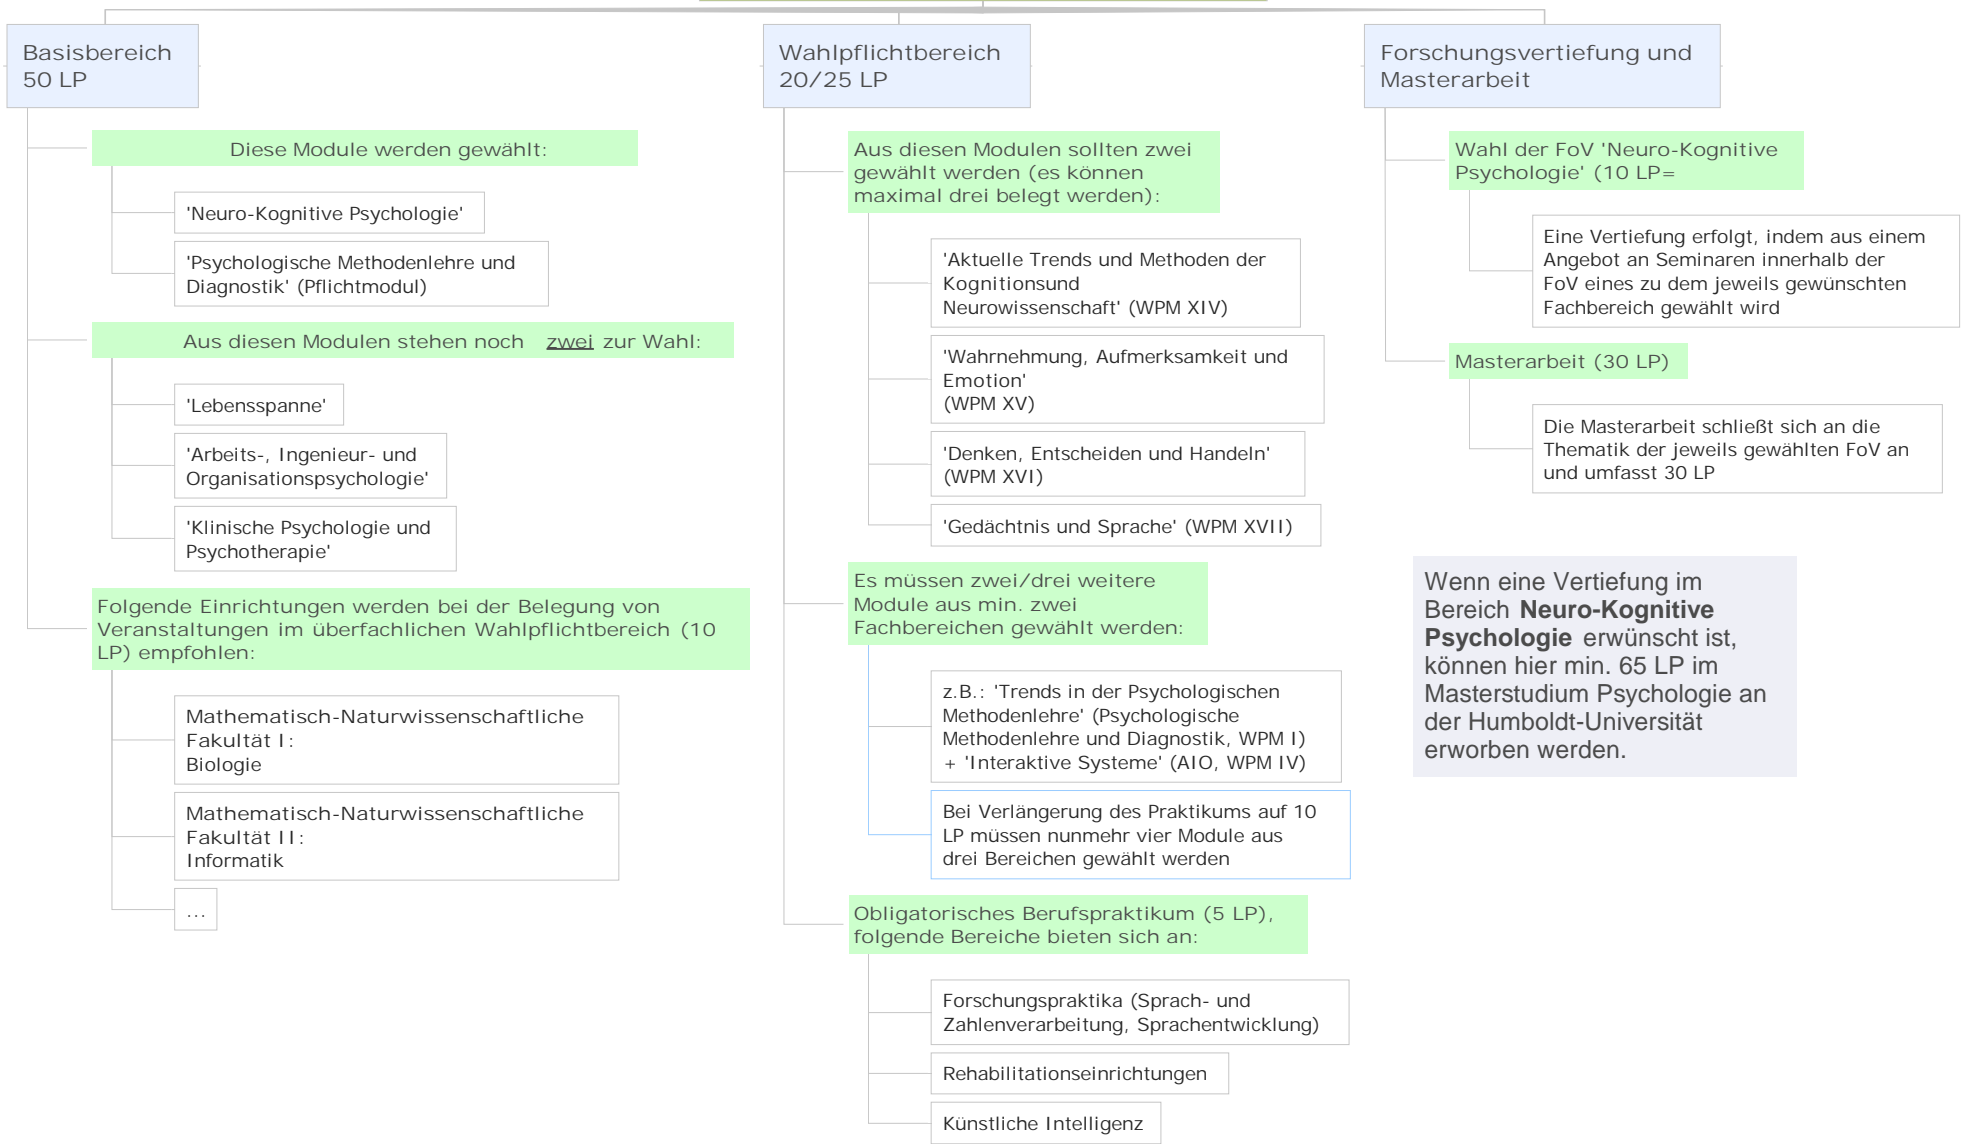 Basisbereich
50 LP
Diese Module werden gewählt:
'Neuro-Kognitive Psychologie'
'Psychologische Methodenlehre und
Diagnostik' (Pflichtmodul)
Aus diesen Modulen stehen noch zwei zur Wahl:
'Lebensspanne'
'Arbeits-, Ingenieur- und
Organisationspsychologie'
'Klinische Psychologie und
Psychotherapie'
Folgende Einrichtungen werden bei der Belegung von
Veranstaltungen im überfachlichen Wahlpflichtbereich (10
LP) empfohlen:
Mathematisch-Naturwissenschaftliche
Fakultät I:
Biologie
Mathematisch-Naturwissenschaftliche
Fakultät II:
Informatik
...
Wahlpflichtbereich
20/25 LP
Aus diesen Modulen sollten zwei
gewählt werden (es können
maximal drei belegt werden):
'Aktuelle Trends und Methoden der
Kognitionsund
Neurowissenschaft' (WPM XIV)
'Wahrnehmung, Aufmerksamkeit und
Emotion'
(WPM XV)
'Denken, Entscheiden und Handeln'
(WPM XVI)
'Gedächtnis und Sprache' (WPM XVII)
Es müssen zwei/drei weitere
Module aus min. zwei
Fachbereichen gewählt werden:
z.B.: 'Trends in der Psychologischen
Methodenlehre' (Psychologische
Methodenlehre und Diagnostik, WPM I)
+ 'Interaktive Systeme' (AIO, WPM IV)
Bei Verlängerung des Praktikums auf 10
LP müssen nunmehr vier Module aus
drei Bereichen gewählt werden
Obligatorisches Berufspraktikum (5 LP),
folgende Bereiche bieten sich an:
Forschungspraktika (Sprach- und
Zahlenverarbeitung, Sprachentwicklung)
Rehabilitationseinrichtungen
Künstliche Intelligenz
Forschungsvertiefung und
Masterarbeit
Wahl der FoV 'Neuro-Kognitive
Psychologie' (10 LP=
Eine Vertiefung erfolgt, indem aus einem
Angebot an Seminaren innerhalb der
FoV eines zu dem jeweils gewünschten
Fachbereich gewählt wird
Masterarbeit (30 LP)
Die Masterarbeit schließt sich an die
Thematik der jeweils gewählten FoV an
und umfasst 30 LP
Wenn eine Vertiefung im
Bereich Neuro-Kognitive
Psychologie erwünscht ist,
können hier min. 65 LP im
Masterstudium Psychologie an
der Humboldt-Universität
erworben werden.